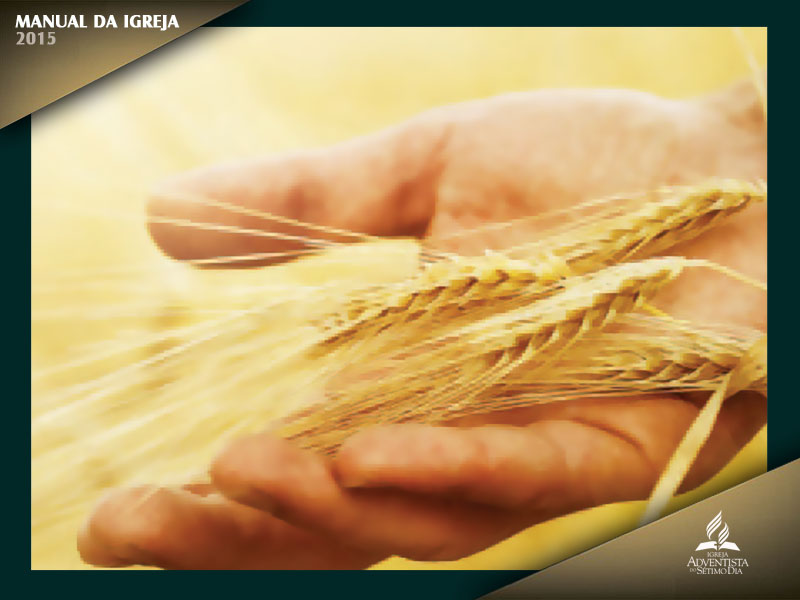 MANUAL DA IGREJA
2015
IGREJA
ADVENTISTA
DO SÉTIMO DIA